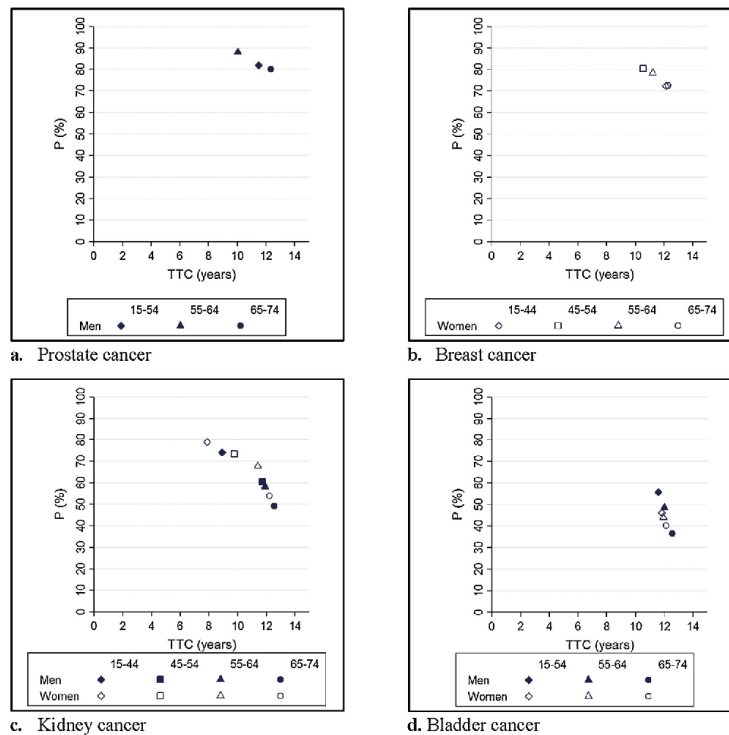 100
90
80
70
60
50
40
30
20
10
0
P (%)
0 2 4 6 8 10 12 14
TTC (years)
15-54 55-64 65-74
Men
a. Prostate cancer
100
90
80
70
60
50
40
30
20
10
0
P (%)
0 2 4 6 8 10 12 14
TTC (years)
15-44 45-54 55-64 65-74
Women
b. Breast cancer
100
90
80
70
60
50
40
30
20
10
0
P (%)
0 2 4 6 8 10 12 14
TTC (years)
15-44 45-54 55-64 65-74
Men
Women
c. Kidney cancer
100
90
80
70
60
50
40
30
20
10
0
P (%)
0 2 4 6 8 10 12 14
TTC (years)
15-54 55-64 65-74
Men
Women
d. Bladder cancer